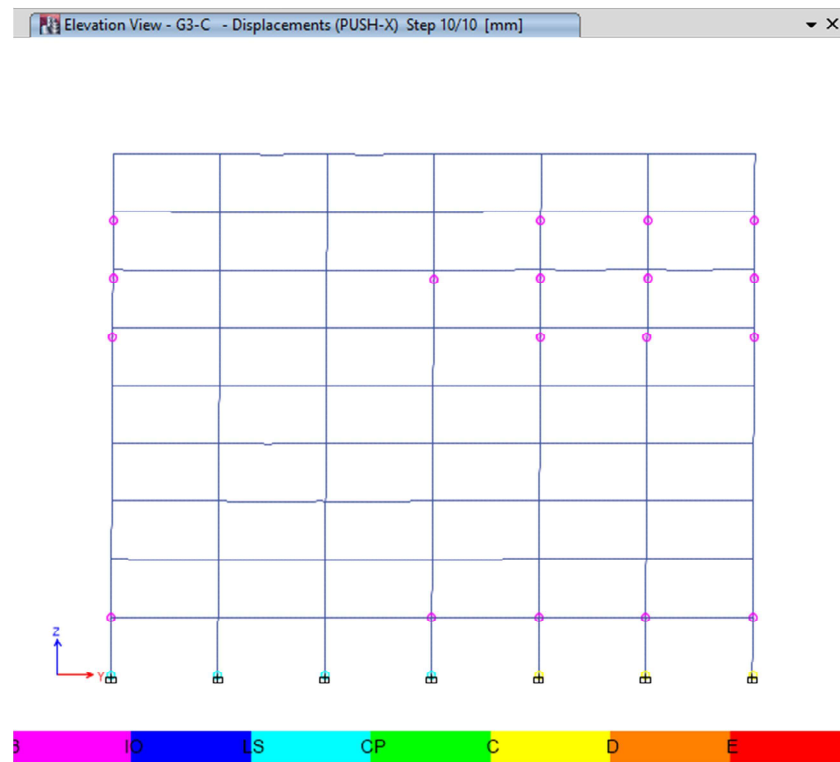 Elevation View - G3-C - Displacements (PUSH-X) Step 10/10 [mm]
Z
Y
B IO LS CP C D E